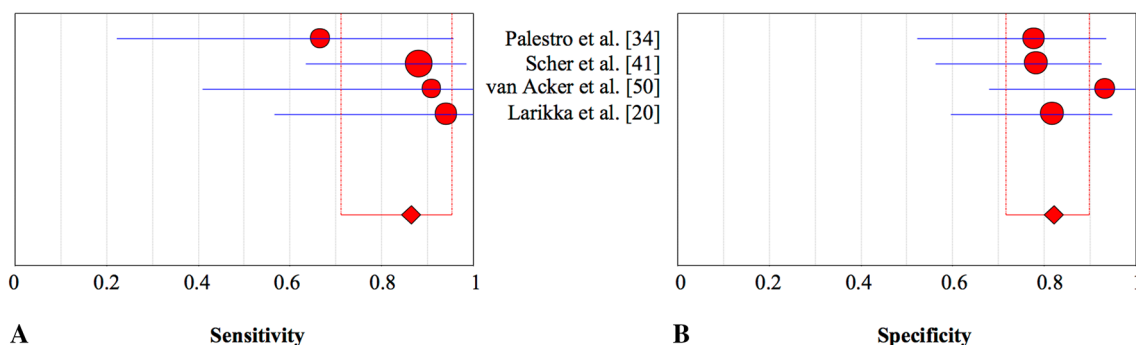 Palestro et al. [34]
Scher et al. [41]
van Acker et al. [50]
Larikka et al. [20]
0 0.2 0.4 0.6 0.8 1
0 0.2 0.4 0.6 0.8 1
A Sensitivity
B Specificity